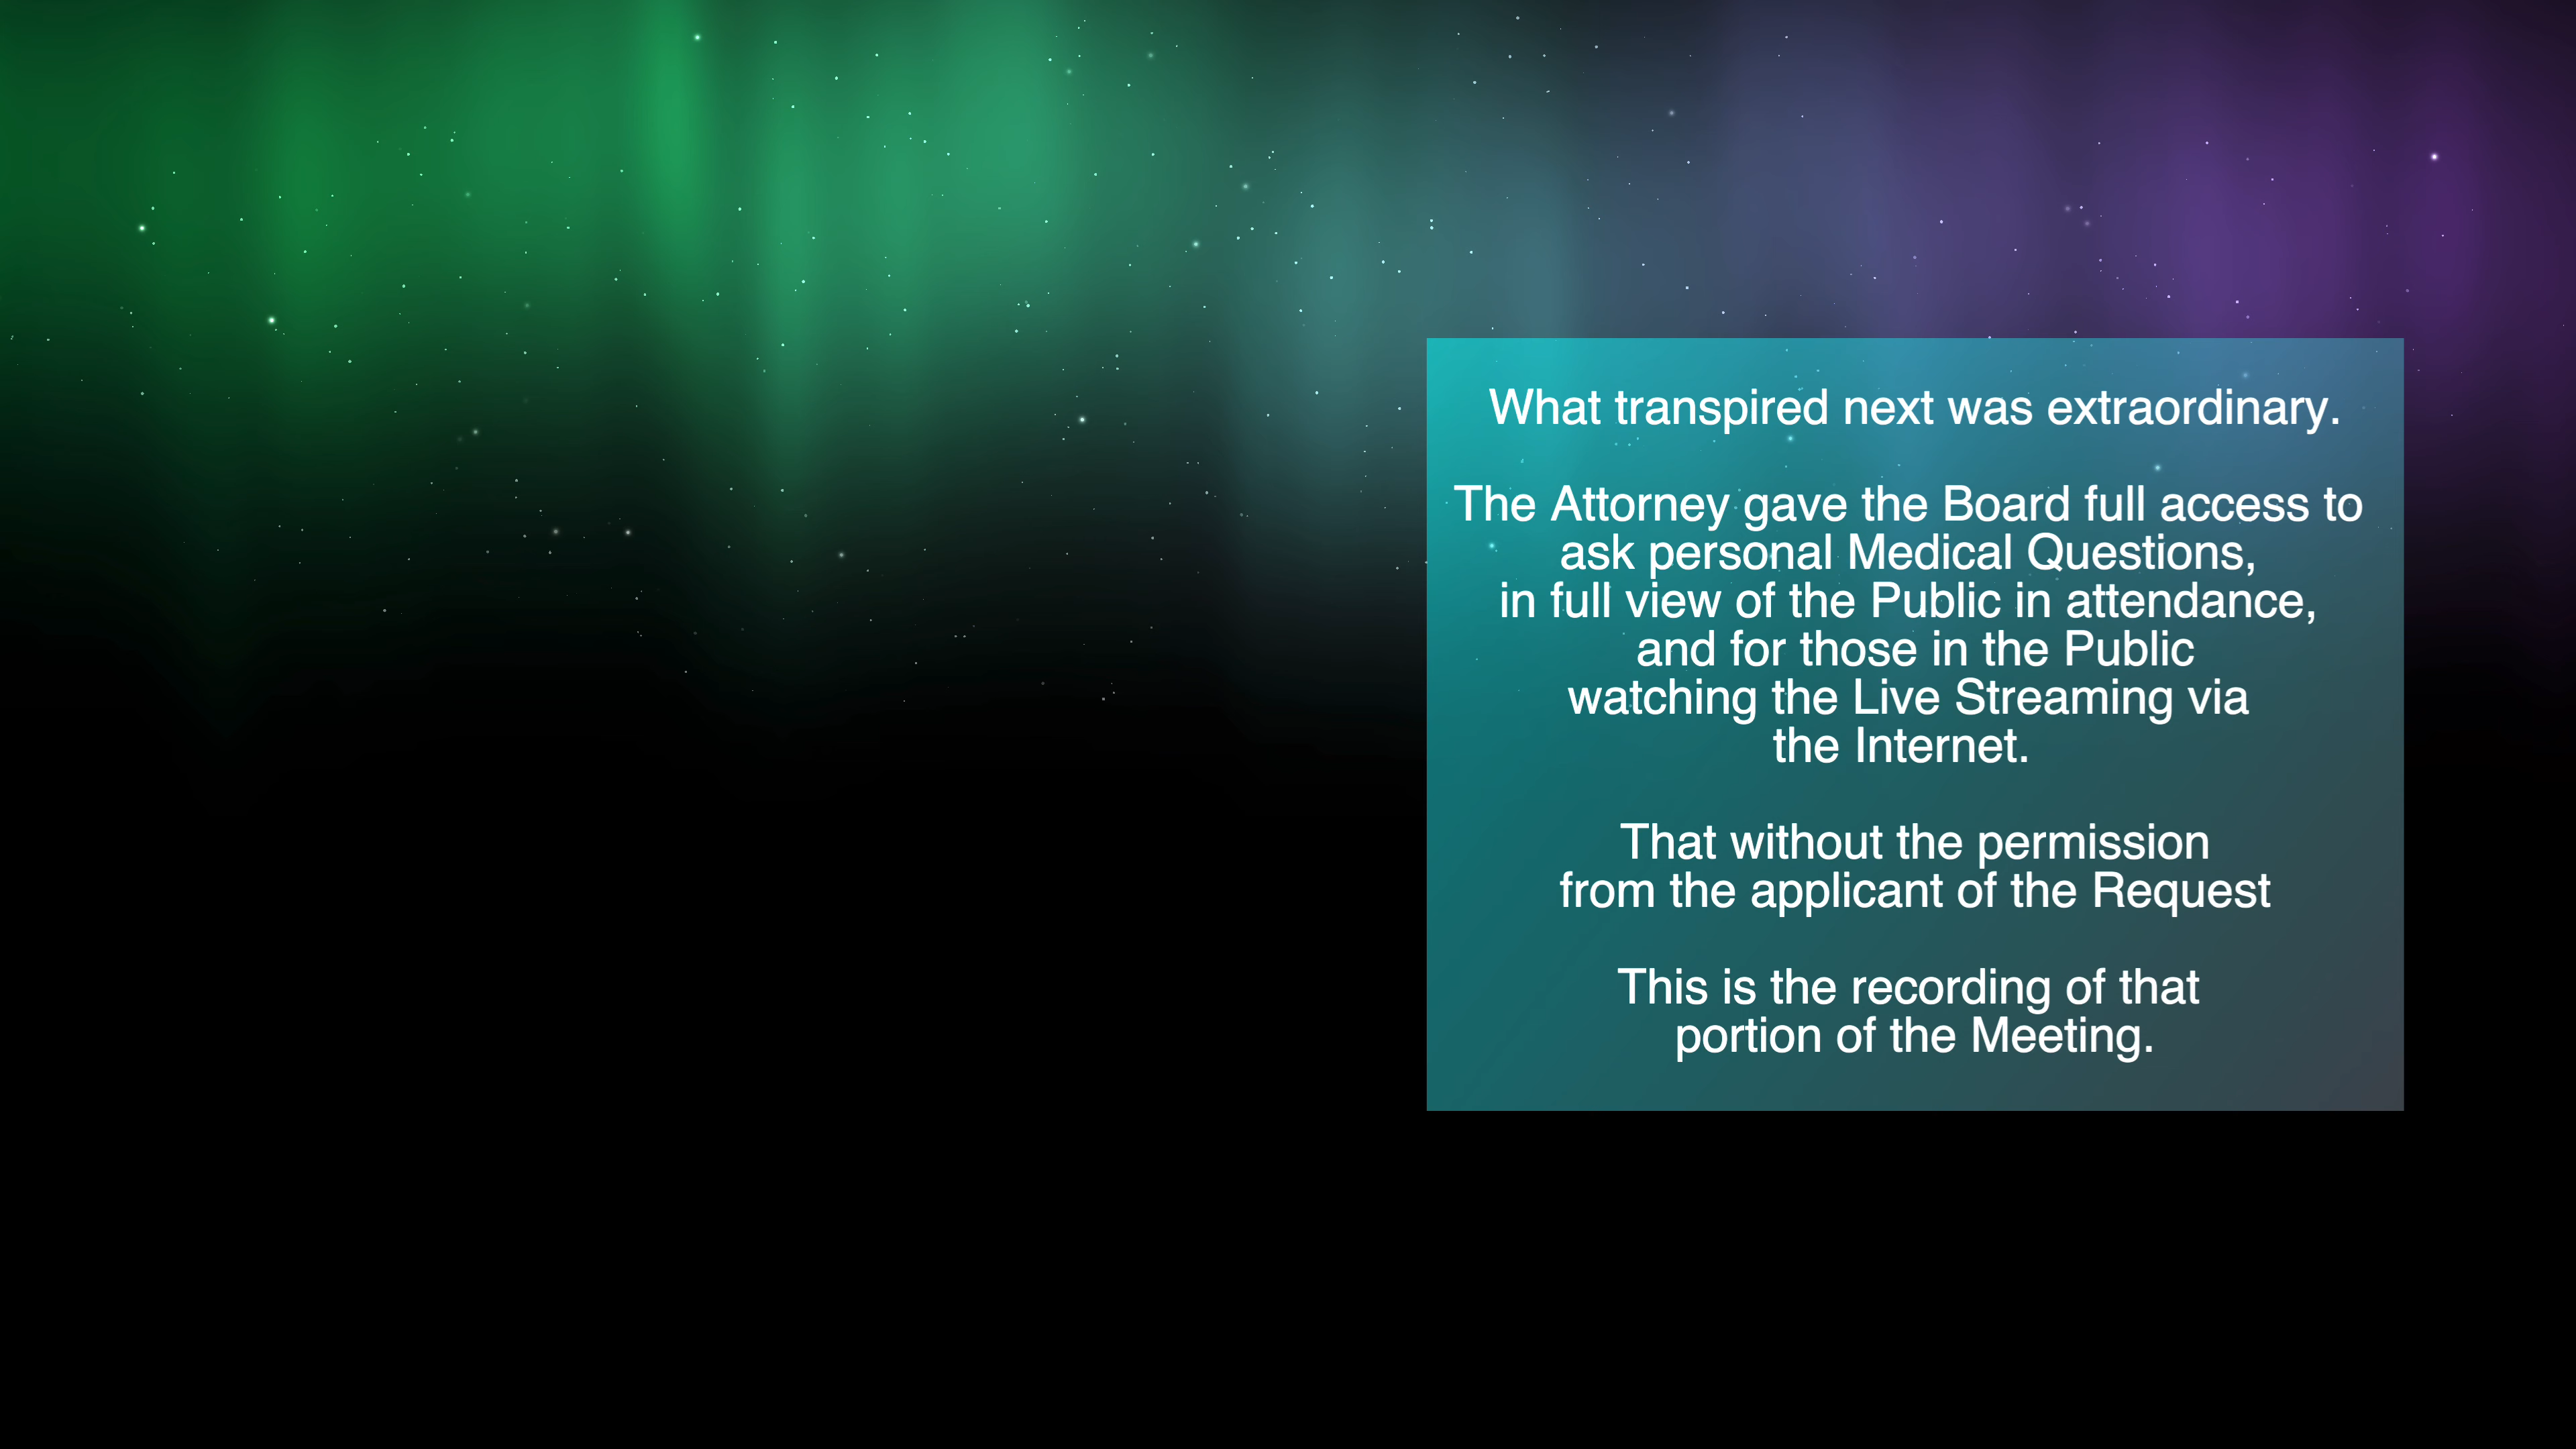 What transpired next was extraordinary.
The Attorney gave the Board full access to
ask personal Medical Questions,
in full view of the Public in attendance,
and for those in the Public
watching the Live Streaming via
the Internet.
That without the permission
from the applicant of the Request
This is the recording of that
portion of the Meeting.